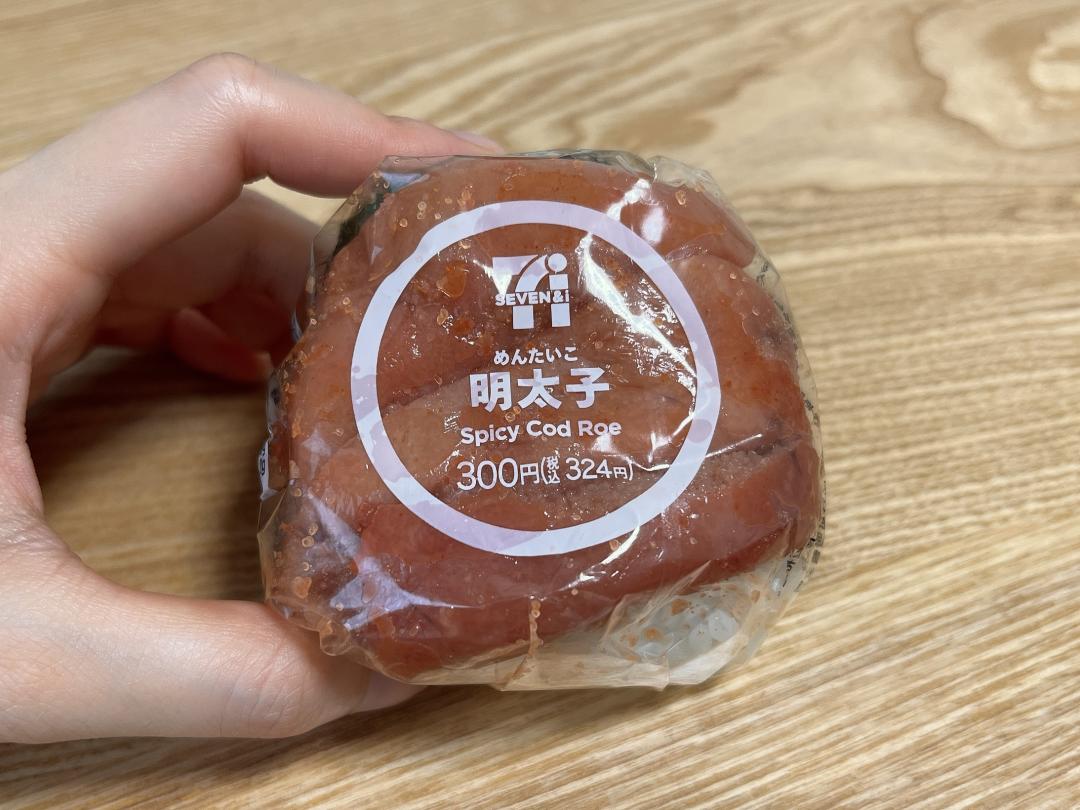 SEVEN&i
めんたいこ
明太子
Spicy Cod Roe
300円(税込 324円)